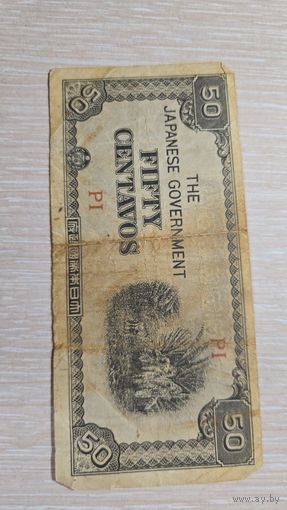 50
50
THE
JAPANESE GOVERNMENT
FIFTY
CENTAVOS
PI
PI
50
50
www.ay.by